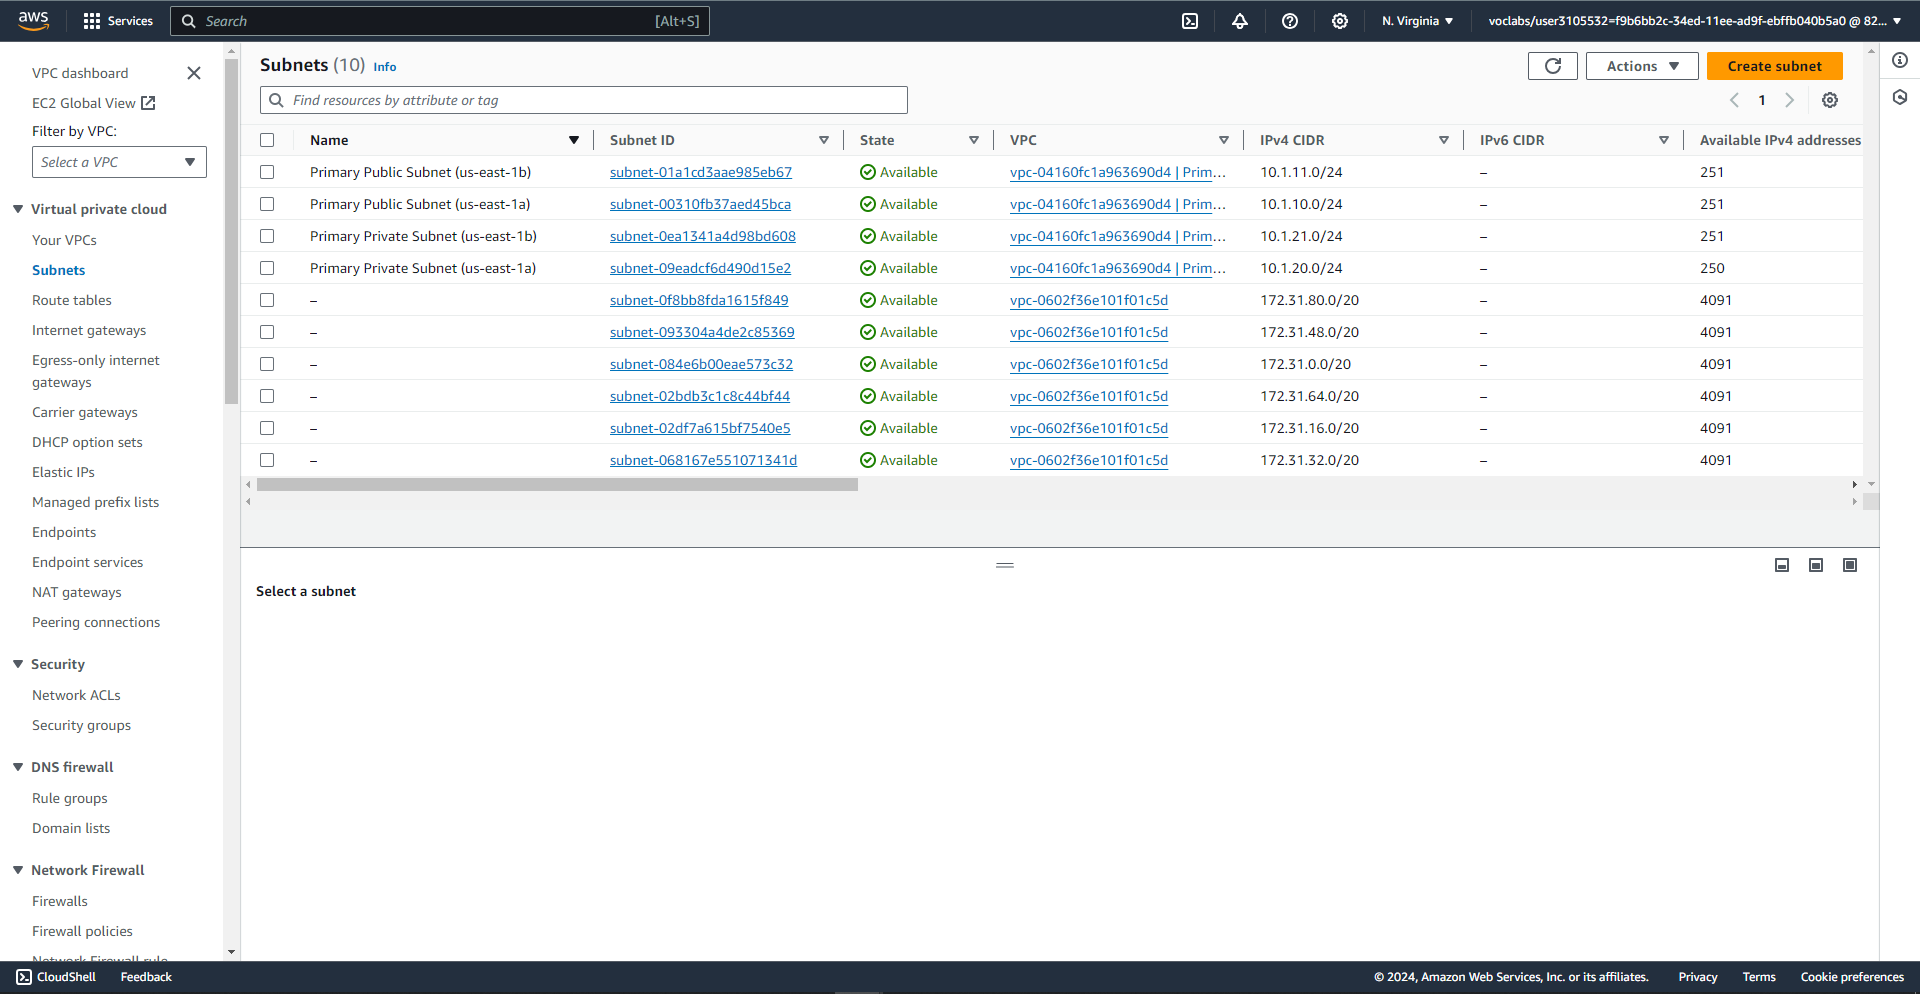 aws
Services
Search
[Alt+S]
N. Virginia
voclabs/user3105532=f9b6bb2c-34ed-11ee-ad9f-ebffb040b5a0 @ 82...
VPC dashboard
EC2 Global View
Filter by VPC:
Select a VPC
Virtual private cloud
Your VPCs
Subnets
Route tables
Internet gateways
Egress-only internet
gateways
Carrier gateways
DHCP option sets
Elastic IPs
Managed prefix lists
Endpoints
Endpoint services
NAT gateways
Peering connections
Security
Network ACLs
Security groups
DNS firewall
Rule groups
Domain lists
Network Firewall
Firewalls
Firewall policies
Network Firewall rule
Subnets (10) Info
Actions
Create subnet
Find resources by attribute or tag
1
Name Subnet ID State VPC IPv4 CIDR IPv6 CIDR Available IPv4 addresses
Primary Public Subnet (us-east-1b) subnet-01a1cd3aae985eb67 Available vpc-04160fc1a963690d4 | Prim... 10.1.11.0/24 – 251
Primary Public Subnet (us-east-1a) subnet-00310fb37aed45bca Available vpc-04160fc1a963690d4 | Prim... 10.1.10.0/24 – 251
Primary Private Subnet (us-east-1b) subnet-0ea1341a4d98bd608 Available vpc-04160fc1a963690d4 | Prim... 10.1.21.0/24 – 251
Primary Private Subnet (us-east-1a) subnet-09eadcf6d490d15e2 Available vpc-04160fc1a963690d4 | Prim... 10.1.20.0/24 – 250
– subnet-0f8bb8fda1615f849 Available vpc-0602f36e101f01c5d 172.31.80.0/20 – 4091
– subnet-093304a4de2c85369 Available vpc-0602f36e101f01c5d 172.31.48.0/20 – 4091
– subnet-084e6b00eae573c32 Available vpc-0602f36e101f01c5d 172.31.0.0/20 – 4091
– subnet-02bdb3c1c8c44bf44 Available vpc-0602f36e101f01c5d 172.31.64.0/20 – 4091
– subnet-02df7a615bf7540e5 Available vpc-0602f36e101f01c5d 172.31.16.0/20 – 4091
– subnet-068167e551071341d Available vpc-0602f36e101f01c5d 172.31.32.0/20 – 4091
Select a subnet
CloudShell
Feedback
© 2024, Amazon Web Services, Inc. or its affiliates.
Privacy
Terms
Cookie preferences